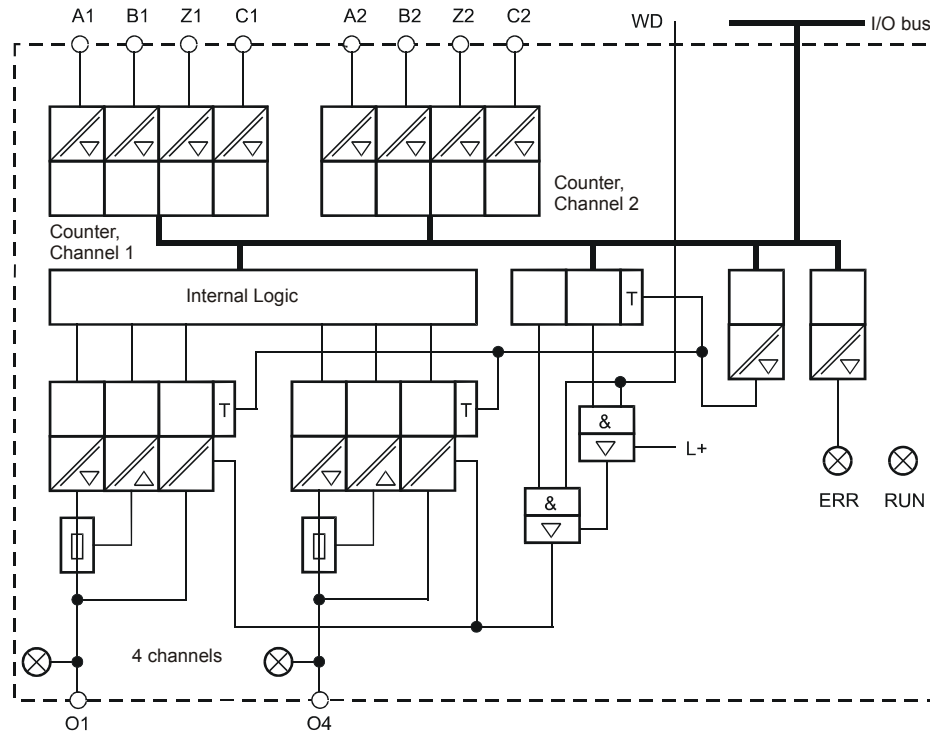 A1 B1 Z1 C1 A2 B2 Z2 C2 WD I/O bus
Counter,
Channel 2
Counter,
Channel 1
Internal Logic
T
T
T
&
L+
&
ERR RUN
4 channels
O1 O4